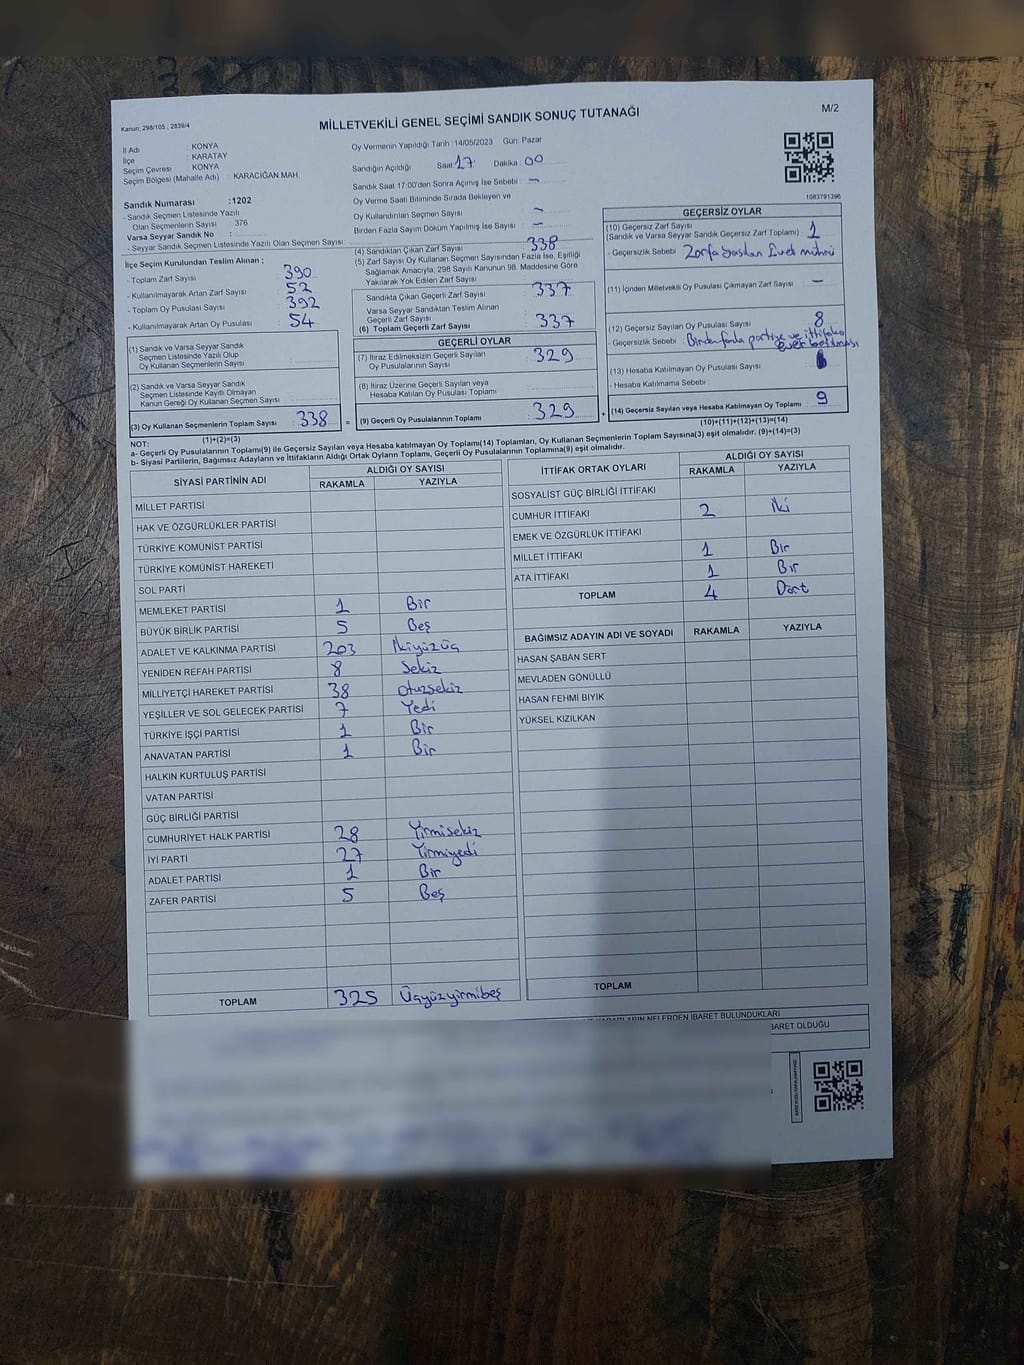 Kanun; 298/105 , 2839/4
MİLLETVEKİLİ GENEL SEÇİMİ SANDIK SONUÇ TUTANAĞI
M/2
İl Adı : KONYA
İlçe : KARATAY
Seçim Çevresi : KONYA
Seçim Bölgesi (Mahalle Adı) : KARACİĞAN MAH
Sandık Numarası :1202
- Sandık Seçmen Listesinde Yazılı
Olan Seçmenlerin Sayısı : 376
Varsa Seyyar Sandık No :
- Seyyar Sandık Seçmen Listesinde Yazılı Olan Seçmen Sayısı:
İlçe Seçim Kurulundan Teslim Alınan ;
- Toplam Zarf Sayısı : 390
- Kullanılmayarak Artan Zarf Sayısı : 52
- Toplam Oy Pusulası Sayısı : 392
- Kullanılmayarak Artan Oy Pusulası : 54
(1) Sandık ve Varsa Seyyar Sandık
Seçmen Listesinde Yazılı Olup
Oy Kullanan Seçmenlerin Sayısı
(2) Sandık ve Varsa Seyyar Sandık
Seçmen Listesinde Kaydı Olmayan
Kanun Gereği Oy Kullanan Seçmen Sayısı
(3) Oy Kullanan Seçmenlerin Toplam Sayısı : 338
(1)+(2)=(3)
Oy Vermenin Yapıldığı Tarih 14/05/2023 Gün: Pazar
Sandığın Açıldığı Saat 17 Dakika 00
Sandık Saat 17:00'den Sonra Açımış İse Sebebi : —
Oy Verme Saati Bitiminde Sırada Bekleyen ve
Oy Kullandırılan Seçmen Sayısı : —
Birden Fazla Sayım Döküm Yapılmış İse Sayısı : —
(4) Sandıktan Çıkan Zarf Sayısı : 338
(5) Zarf Sayısı Oy Kullanan Seçmen Sayısından Fazla İse, Eşitliği
Sağlamak Amacıyla, 298 Sayılı Kanunun 98. Maddesine Göre
Yakılarak Yok Edilen Zarf Sayısı
Sandıkta Çıkan Geçerli Zarf Sayısı : 337
Varsa Seyyar Sandıktan Teslim Alınan
Geçerli Zarf Sayısı
(6) Toplam Geçerli Zarf Sayısı : 337
GEÇERLİ OYLAR
(7) İtiraz Edilmeksizin Geçerli Sayılan
Oy Pusulalarının Sayısı : 329
(8) İtiraz Üzerine Geçerli Sayılan veya
Hesaba Katılan Oy Pusulası Toplamı
(9) Geçerli Oy Pusulalarının Toplamı : 329
1083791396
GEÇERSİZ OYLAR
(10) Geçersiz Zarf Sayısı
(Sandık ve Varsa Seyyar Sandık Geçersiz Zarf Toplamı) : 1
- Geçersizlik Sebebi : Zarfa basılan Evet mührü
(11) İçinden Milletvekili Oy Pusulası Çıkmayan Zarf Sayısı : —
(12) Geçersiz Sayılan Oy Pusulası Sayısı : 8
- Geçersizlik Sebebi : Birden fazla partiye ve ittifaka
evet basılması
(13) Hesaba Katılmayan Oy Pusulası Sayısı
- Hesaba Katılmama Sebebi
(14) Geçersiz Sayılan veya Hesaba Katılmayan Oy Toplamı : 9
(10)+(11)+(12)+(13)=(14)
NOT:
a- Geçerli Oy Pusulalarının Toplamı(9) ile Geçersiz Sayılan veya Hesaba katılmayan Oy Toplamı(14) Toplamları, Oy Kullanan Seçmenlerin Toplam Sayısına(3) eşit olmalıdır. (9)+(14)=(3)
b- Siyasi Partilerin, Bağımsız Adayların ve İttifakların Aldığı Ortak Oyların Toplamı, Geçerli Oy Pusulalarının Toplamına(9) eşit olmalıdır.
SİYASİ PARTİNİN ADI ALDIĞI OY SAYISI
RAKAMLA YAZIYLA
MİLLET PARTİSİ
HAK VE ÖZGÜRLÜKLER PARTİSİ
TÜRKİYE KOMÜNİST PARTİSİ
TÜRKİYE KOMÜNİST HAREKETİ
SOL PARTİ
MEMLEKET PARTİSİ 1 Bir
BÜYÜK BİRLİK PARTİSİ 5 Beş
ADALET VE KALKINMA PARTİSİ 203 İkiyüzüç
YENİDEN REFAH PARTİSİ 8 Sekiz
MİLLİYETÇİ HAREKET PARTİSİ 38 otuzsekiz
YEŞİLLER VE SOL GELECEK PARTİSİ 7 Yedi
TÜRKİYE İŞÇİ PARTİSİ 1 Bir
ANAVATAN PARTİSİ 1 Bir
HALKIN KURTULUŞ PARTİSİ
VATAN PARTİSİ
GÜÇ BİRLİĞİ PARTİSİ
CUMHURİYET HALK PARTİSİ 28 Yirmisekiz
İYİ PARTİ 27 Yirmiyedi
ADALET PARTİSİ 1 Bir
ZAFER PARTİSİ 5 Beş
TOPLAM 325 Üçyüzyirmibeş
İTTİFAK ORTAK OYLARI ALDIĞI OY SAYISI
RAKAMLA YAZIYLA
SOSYALİST GÜÇ BİRLİĞİ İTTİFAKI
CUMHUR İTTİFAKI 2 İki
EMEK VE ÖZGÜRLÜK İTTİFAKI
MİLLET İTTİFAKI 1 Bir
ATA İTTİFAKI 1 Bir
TOPLAM 4 Dört
BAĞIMSIZ ADAYIN ADI VE SOYADI RAKAMLA YAZIYLA
HASAN ŞABAN SERT
MEVLADEN GÖNÜLLÜ
HASAN FEHMİ BIYIK
YÜKSEL KIZILKAN
TOPLAM
NELERDEN İBARET BULUNDUKLARI
BARET OLDUĞU